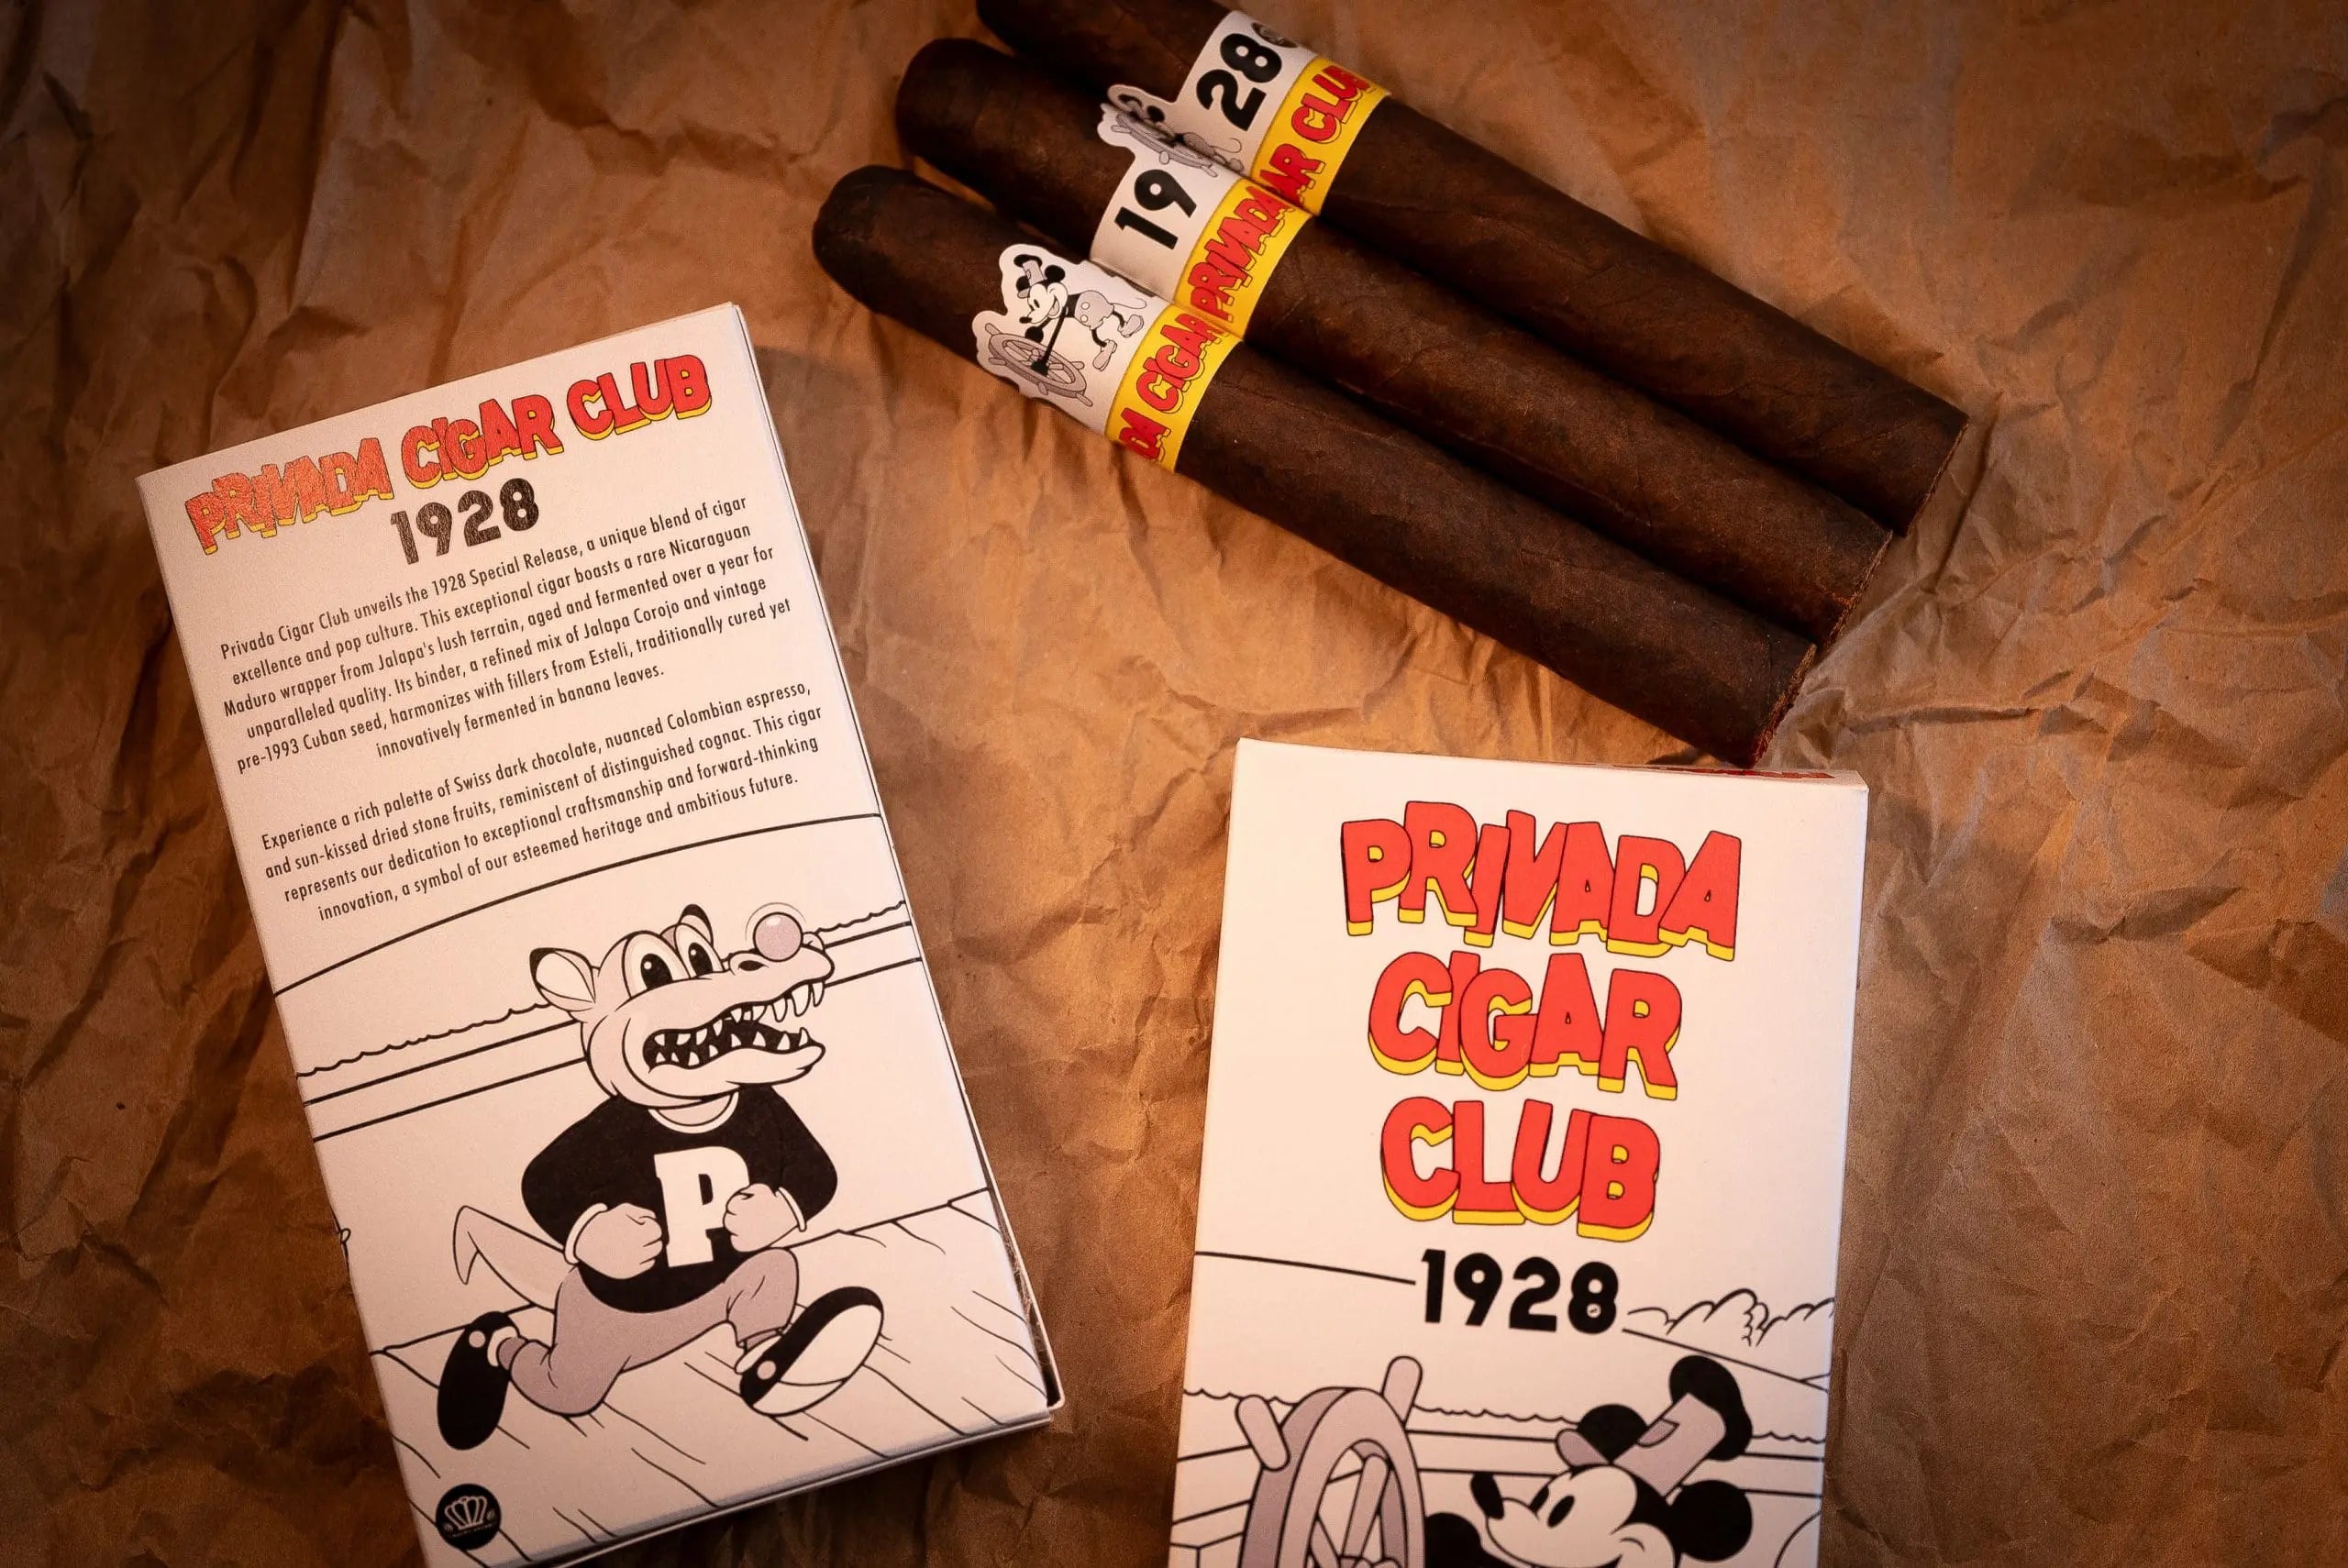 28
CLUB
19
PRIVADA
AR CLUB
DA CIGAR
PRIVADA CIGAR CLUB
1928
Privada Cigar Club unveils the 1928 Special Release, a unique blend of cigar
excellence and pop culture. This exceptional cigar boasts a rare Nicaraguan
Maduro wrapper from Jalapa's lush terrain, aged and fermented over a year for
unparalleled quality. Its binder, a refined mix of Jalapa Corojo and vintage
pre-1993 Cuban seed, harmonizes with fillers from Esteli, traditionally cured yet
innovatively fermented in banana leaves.
Experience a rich palette of Swiss dark chocolate, nuanced Colombian espresso,
and sun-kissed dried stone fruits, reminiscent of distinguished cognac. This cigar
represents our dedication to exceptional craftsmanship and forward-thinking
innovation, a symbol of our esteemed heritage and ambitious future.
P
PRIVADA
CIGAR
CLUB
1928